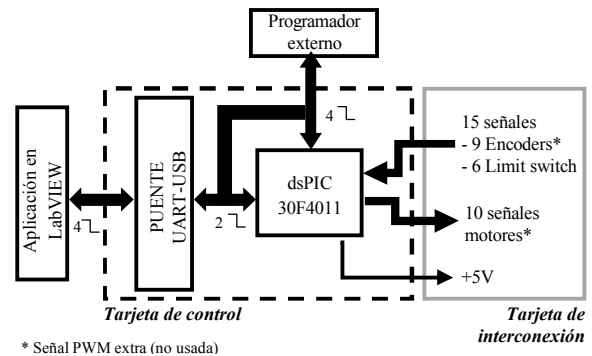 Programador
externo
4
15 señales
- 9 Encoders*
- 6 Limit switch
Aplicación en
LabVIEW
4
PUENTE
UART-USB
2
dsPIC
30F4011
10 señales
motores*
+5V
Tarjeta de control
Tarjeta de
interconexión
* Señal PWM extra (no usada)